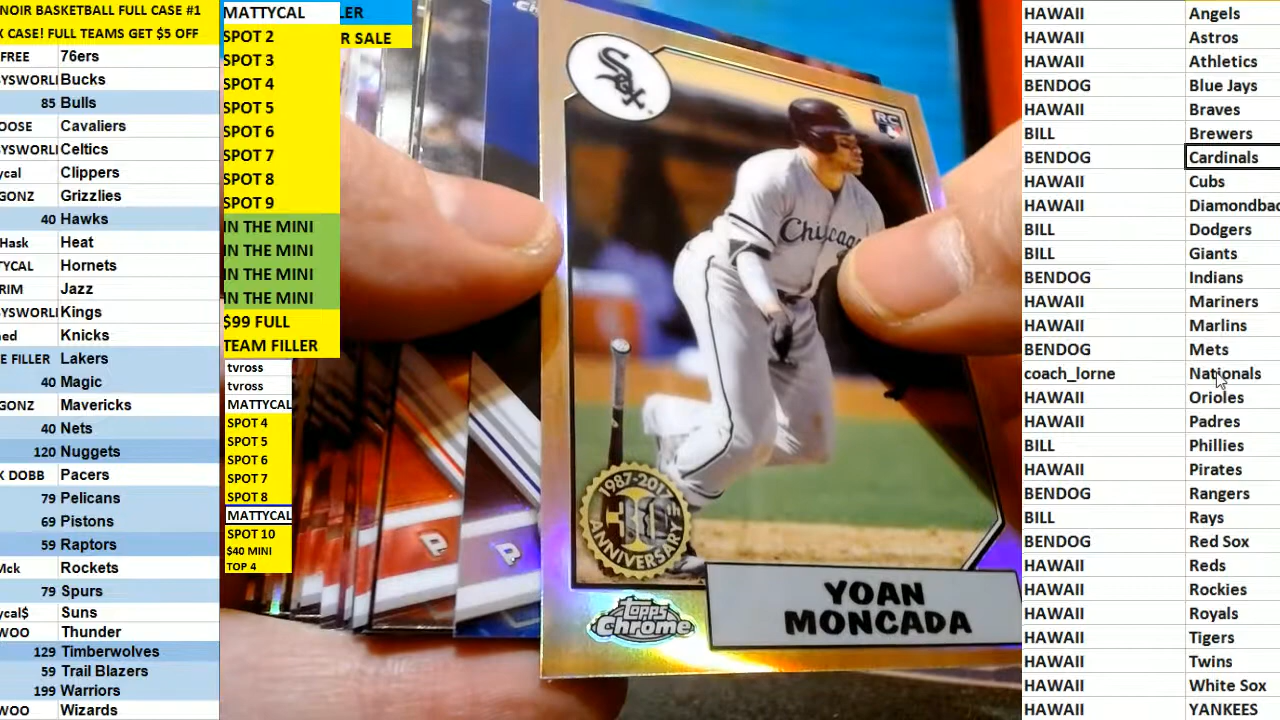 NOIR BASKETBALL FULL CASE #1
CASE! FULL TEAMS GET $5 OFF
FREE 76ers
Bucks
85 Bulls
OOSE Cavaliers
Celtics
ycal Clippers
GONZ Grizzlies
40 Hawks
Hask Heat
TYCAL Hornets
RIM Jazz
Kings
ned Knicks
E FILLER Lakers
40 Magic
GONZ Mavericks
40 Nets
120 Nuggets
X DOBB Pacers
79 Pelicans
69 Pistons
59 Raptors
Mck Rockets
79 Spurs
ycal$ Suns
WOO Thunder
129 Timberwolves
59 Trail Blazers
199 Warriors
WOO Wizards
MATTYCAL LER
SPOT 2 R SALE
SPOT 3
SPOT 4
SPOT 5
SPOT 6
SPOT 7
SPOT 8
SPOT 9
IN THE MINI
IN THE MINI
IN THE MINI
IN THE MINI
$99 FULL
TEAM FILLER
tvross
tvross
MATTYCAL
SPOT 4
SPOT 5
SPOT 6
SPOT 7
SPOT 8
MATTYCAL
SPOT 10
$40 MINI
TOP 4
Sox
RC
Chicago
1987-2017
30
ANNIVERSARY
Topps
Chrome
YOAN
MONCADA
HAWAII Angels
HAWAII Astros
HAWAII Athletics
BENDOG Blue Jays
HAWAII Braves
BILL Brewers
BENDOG Cardinals
HAWAII Cubs
HAWAII Diamondbac
BILL Dodgers
BILL Giants
BENDOG Indians
HAWAII Mariners
HAWAII Marlins
BENDOG Mets
coach_lorne Nationals
HAWAII Orioles
HAWAII Padres
BILL Phillies
HAWAII Pirates
BENDOG Rangers
BILL Rays
BENDOG Red Sox
HAWAII Reds
HAWAII Rockies
HAWAII Royals
HAWAII Tigers
HAWAII Twins
HAWAII White Sox
HAWAII YANKEES